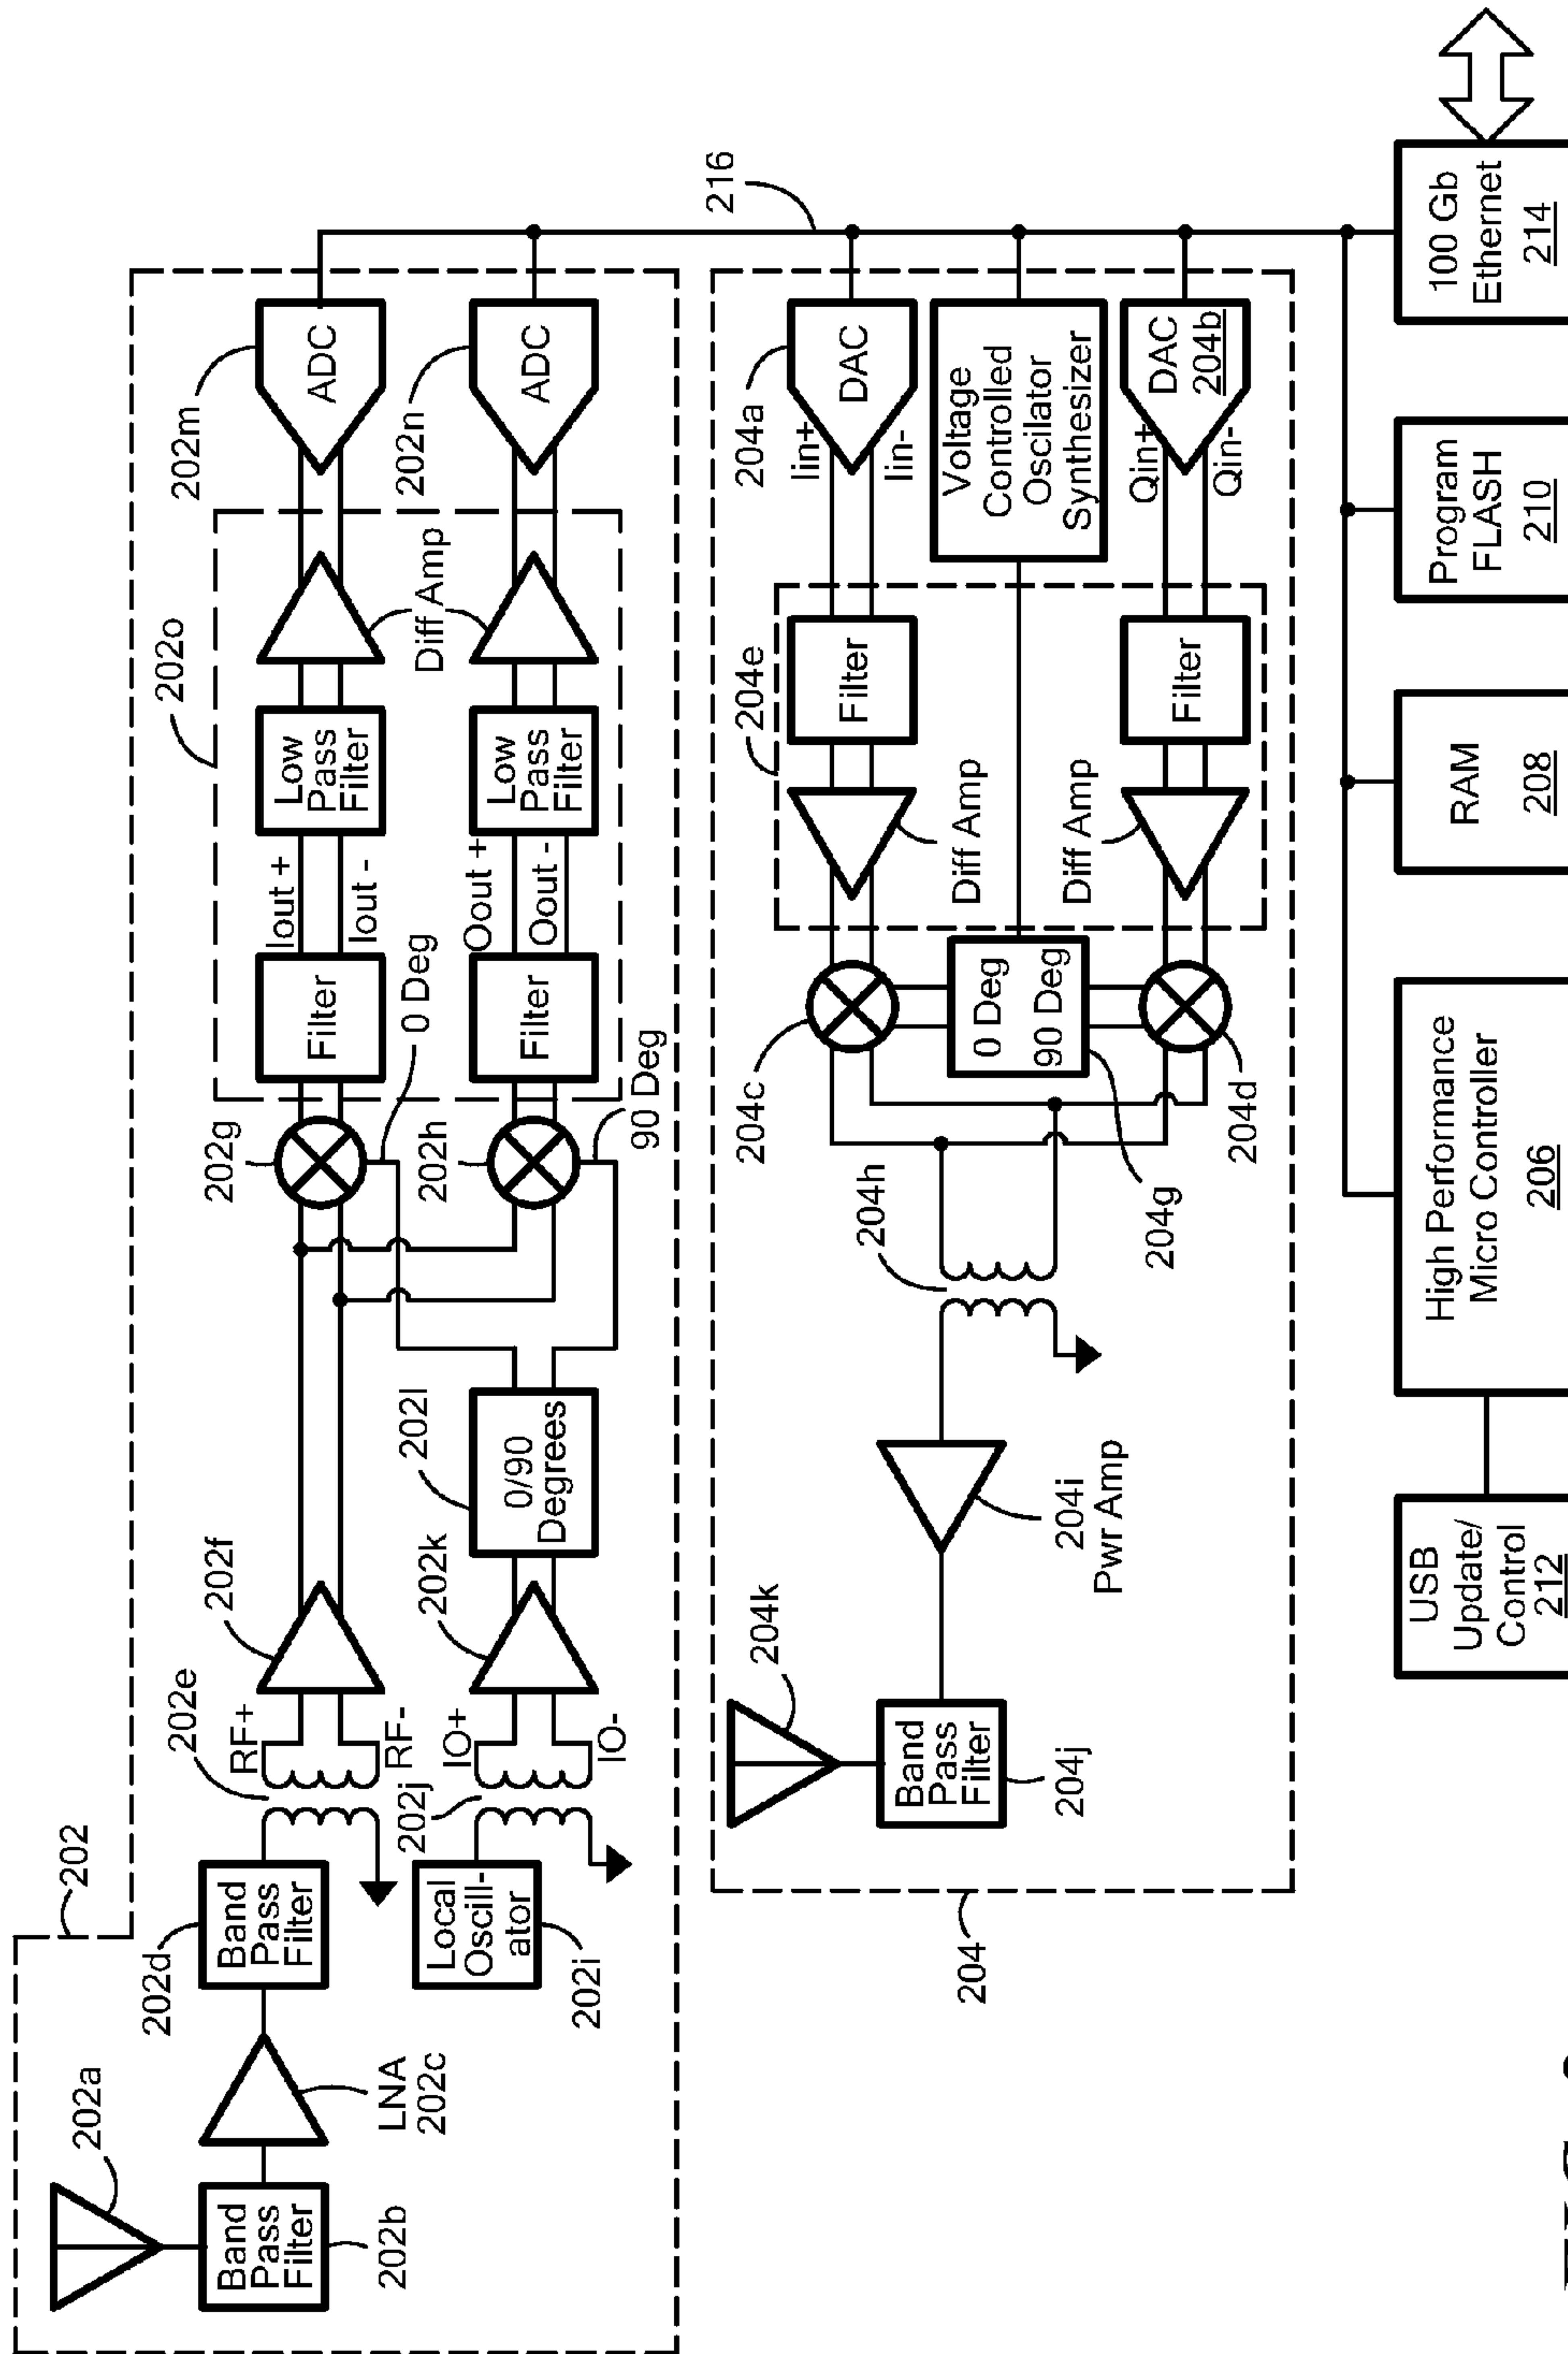 202
202a
Band
Pass
Filter
202b
LNA
202c
202d
Band
Pass
Filter
202e
RF+
RF-
202f
Local
Oscill-
ator
202i
202j
IO+
IO-
202k
202l
0/90
Degrees
202g
202h
0 Deg
90 Deg
202o
Filter
Iout +
Iout -
Low
Pass
Filter
Filter
Oout +
Oout -
Low
Pass
Filter
Diff Amp
202m
ADC
202n
ADC
216
204
204k
Band
Pass
Filter
204j
204i
Pwr Amp
204h
204g
204c
0 Deg
90 Deg
204d
204e
Diff Amp
Diff Amp
Filter
Filter
204a
Iin+
Iin-
DAC
Voltage
Controlled
Oscilator
Synthesizer
Qin+
Qin-
DAC
204b
USB
Update/
Control
212
High Performance
Micro Controller
206
RAM
208
Program
FLASH
210
100 Gb
Ethernet
214